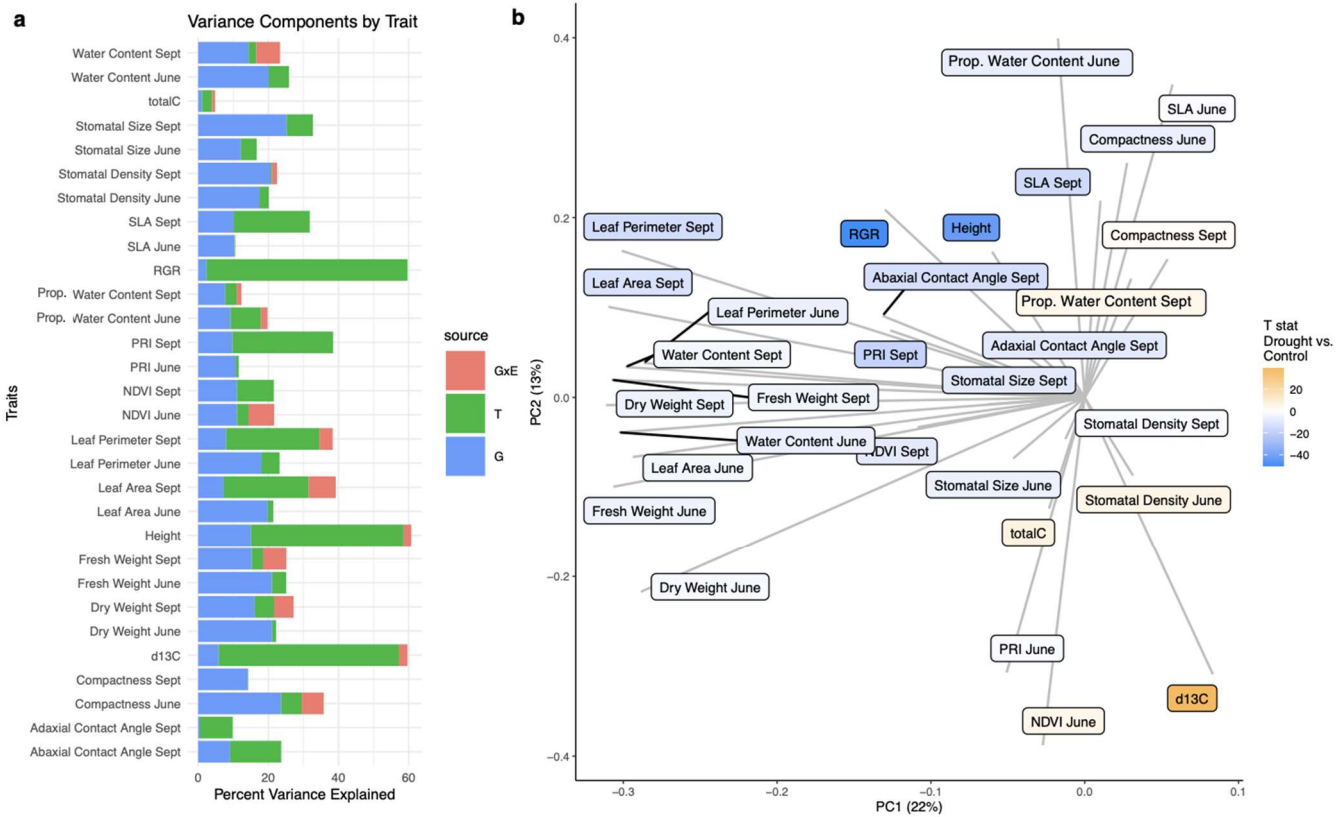 a
Variance Components by Trait
Water Content Sept
Water Content June
totalC
Stomatal Size Sept
Stomatal Size June
Stomatal Density Sept
Stomatal Density June
SLA Sept
SLA June
RGR
Prop. Water Content Sept
Prop. Water Content June
PRI Sept
PRI June
NDVI Sept
NDVI June
Leaf Perimeter Sept
Leaf Perimeter June
Leaf Area Sept
Leaf Area June
Height
Fresh Weight Sept
Fresh Weight June
Dry Weight Sept
Dry Weight June
d13C
Compactness Sept
Compactness June
Adaxial Contact Angle Sept
Abaxial Contact Angle Sept
Traits
0 20 40 60
Percent Variance Explained
source
GxE
T
G
b
0.4
0.2
0.0
−0.2
−0.4
PC2 (13%)
Prop. Water Content June
SLA June
Compactness June
SLA Sept
Leaf Perimeter Sept
RGR
Height
Compactness Sept
Leaf Area Sept
Abaxial Contact Angle Sept
Prop. Water Content Sept
Leaf Perimeter June
Adaxial Contact Angle Sept
Water Content Sept
PRI Sept
Stomatal Size Sept
Dry Weight Sept
Fresh Weight Sept
Stomatal Density Sept
Water Content June
NDVI Sept
Leaf Area June
Stomatal Size June
Stomatal Density June
Fresh Weight June
totalC
Dry Weight June
PRI June
d13C
NDVI June
−0.3 −0.2 −0.1 0.0 0.1
PC1 (22%)
T stat
Drought vs.
Control
20
0
−20
−40